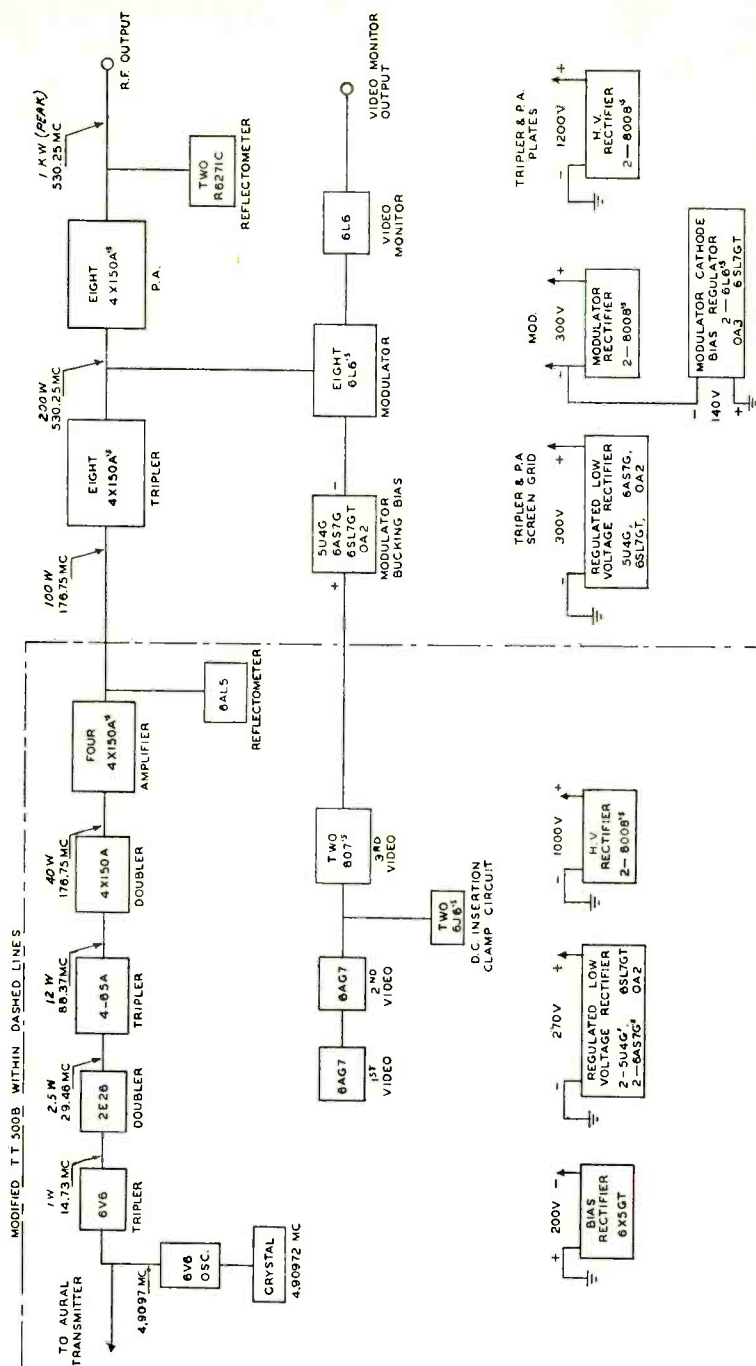 MODIFIED TT 500B WITHIN DASHED LINES
TO AURAL
TRANSMITTER
4.9097 MC
6V6
OSC.
CRYSTAL
4.90972 MC
6V6
TRIPLER
1W
14.73 MC
2E26
DOUBLER
2.5 W
29.46 MC
4-65A
TRIPLER
12 W
88.37 MC
4X150A
DOUBLER
40W
176.75 MC
FOUR
4X150A'S
AMPLIFIER
6AL5
REFLECTOMETER
100 W
176.75 MC
EIGHT
4X150A'S
TRIPLER
200 W
530.25 MC
EIGHT
4X150A'S
P.A.
1 KW (PEAK)
530.25 MC
TWO
R6271C
REFLECTOMETER
R.F. OUTPUT
6AG7
1ST
VIDEO
6AG7
2ND
VIDEO
TWO
6J6'S
D.C. INSERTION
CLAMP CIRCUIT
TWO
807'S
3RD
VIDEO
+
5U4G
6AS7G
6SL7GT
OA2
MODULATOR
BUCKING BIAS
-
EIGHT
6L6'S
MODULATOR
6L6
VIDEO
MONITOR
VIDEO MONITOR
OUTPUT
+ 200V -
BIAS
RECTIFIER
6X5GT
- 270V +
REGULATED LOW
VOLTAGE RECTIFIER
2-5U4G'S 6SL7GT
2-6AS7G'S OA2
- 1000V +
H.V.
RECTIFIER
2-8008'S
TRIPLER & P.A
SCREEN GRID
- 300V +
REGULATED LOW
VOLTAGE RECTIFIER
5U4G, 6AS7G,
6SL7GT, OA2
MOD.
- 300V +
MODULATOR
RECTIFIER
2-8008'S
- 140V +
MODULATOR CATHODE
BIAS REGULATOR
2-6L6'S
OA3 6SL7GT
TRIPLER & P.A.
PLATES
- 1200V +
H.V.
RECTIFIER
2-8008'S